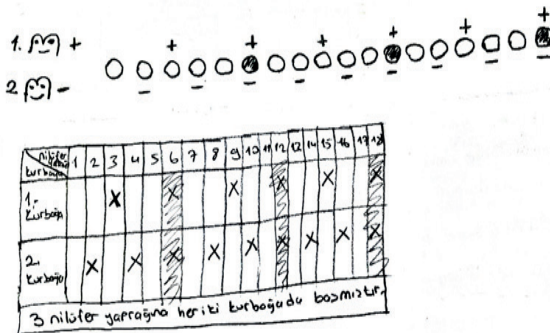 1. +
+ + + + + +
2. -
- - - - - - - - -
nilüfer yaprağı 1 2 3 4 5 6 7 8 9 10 11 12 13 14 15 16 17 18
kurbağa
1. X X X X X X
kurbağa
2. X X X X X X X X X
kurbağa
3 nilüfer yaprağına her iki kurbağada basmıştır.